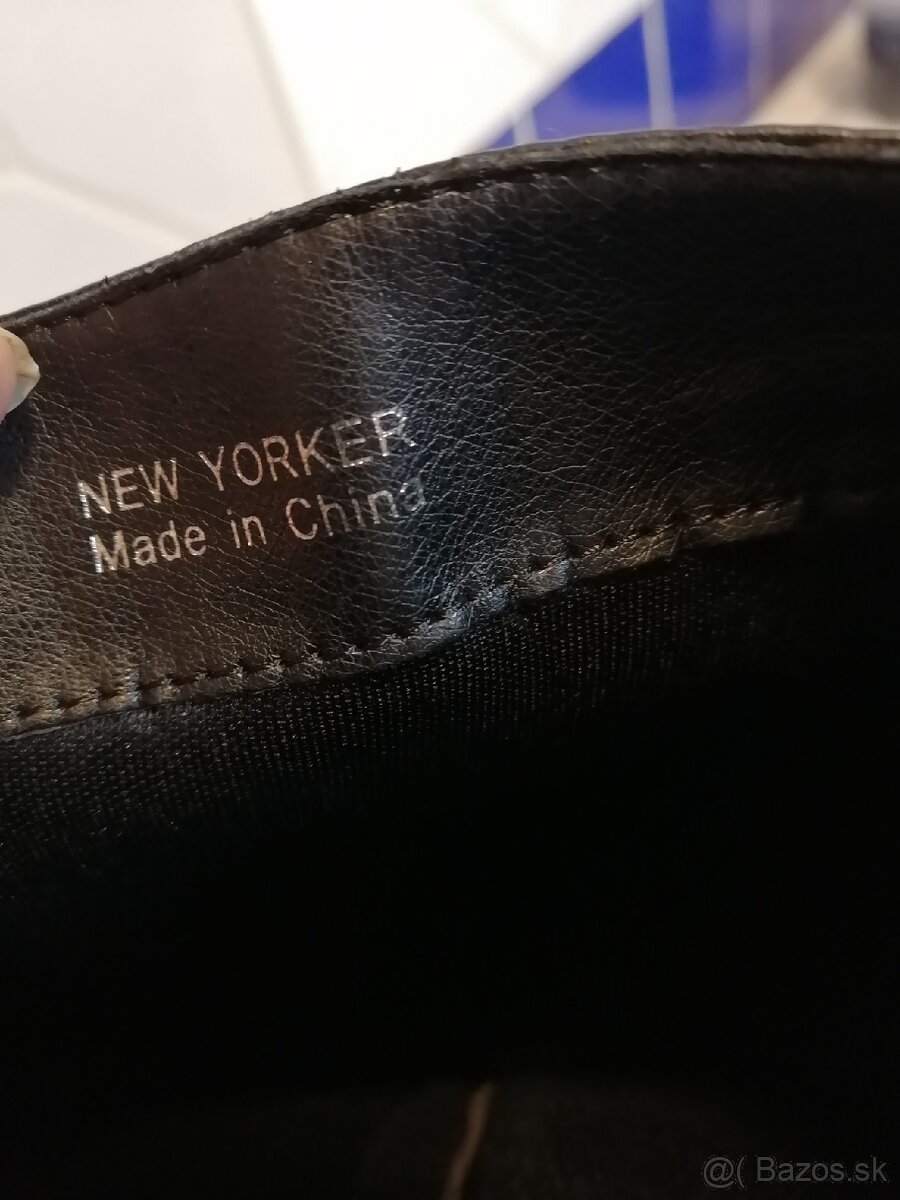 NEW YORKER
Made in China
@( Bazos.sk